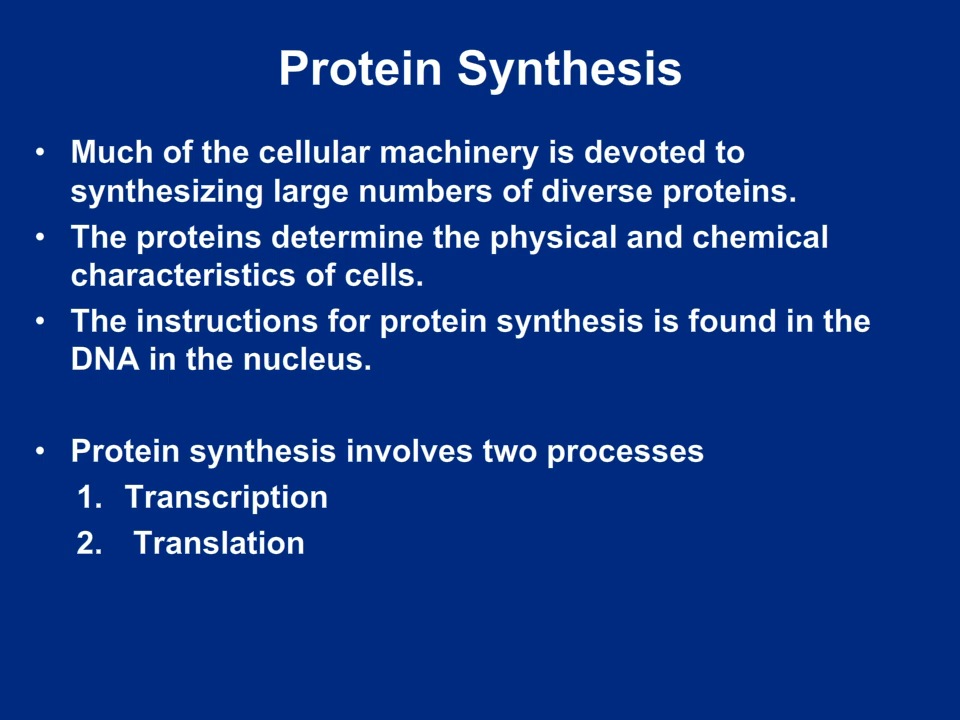 Protein Synthesis
• Much of the cellular machinery is devoted to
synthesizing large numbers of diverse proteins.
• The proteins determine the physical and chemical
characteristics of cells.
• The instructions for protein synthesis is found in the
DNA in the nucleus.
• Protein synthesis involves two processes
1. Transcription
2. Translation